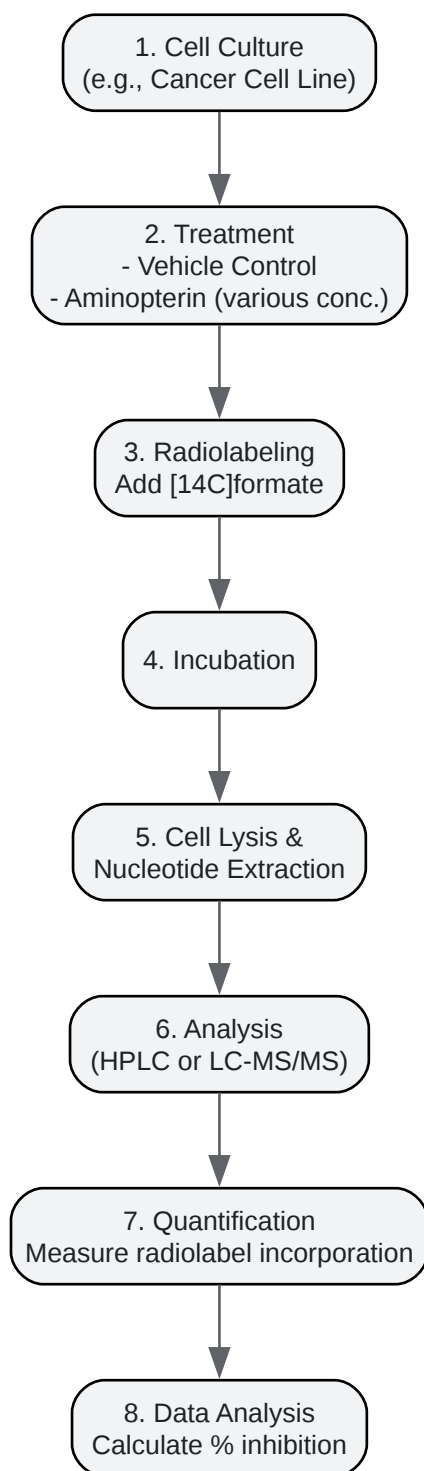 1. Cell Culture
(e.g., Cancer Cell Line)
2. Treatment
- Vehicle Control
- Aminopterin (various conc.)
3. Radiolabeling
Add [14C]formate
4. Incubation
5. Cell Lysis &
Nucleotide Extraction
6. Analysis
(HPLC or LC-MS/MS)
7. Quantification
Measure radiolabel incorporation
8. Data Analysis
Calculate % inhibition